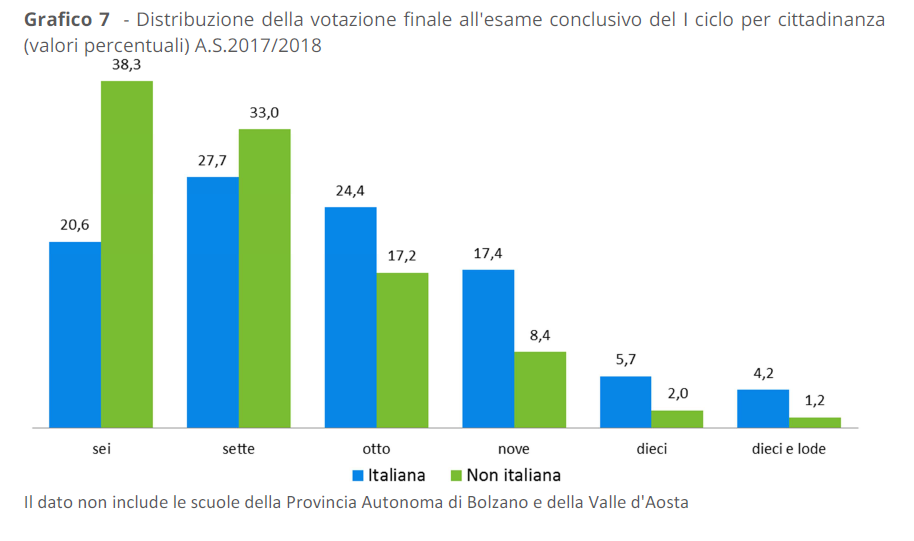 Grafico 7 - Distribuzione della votazione finale all'esame conclusivo del I ciclo per cittadinanza
(valori percentuali) A.S.2017/2018
38,3
33,0
27,7
24,4
20,6
17,2
17,4
8,4
5,7
2,0
4,2
1,2
sei sette otto nove dieci dieci e lode
Italiana Non italiana
Il dato non include le scuole della Provincia Autonoma di Bolzano e della Valle d'Aosta